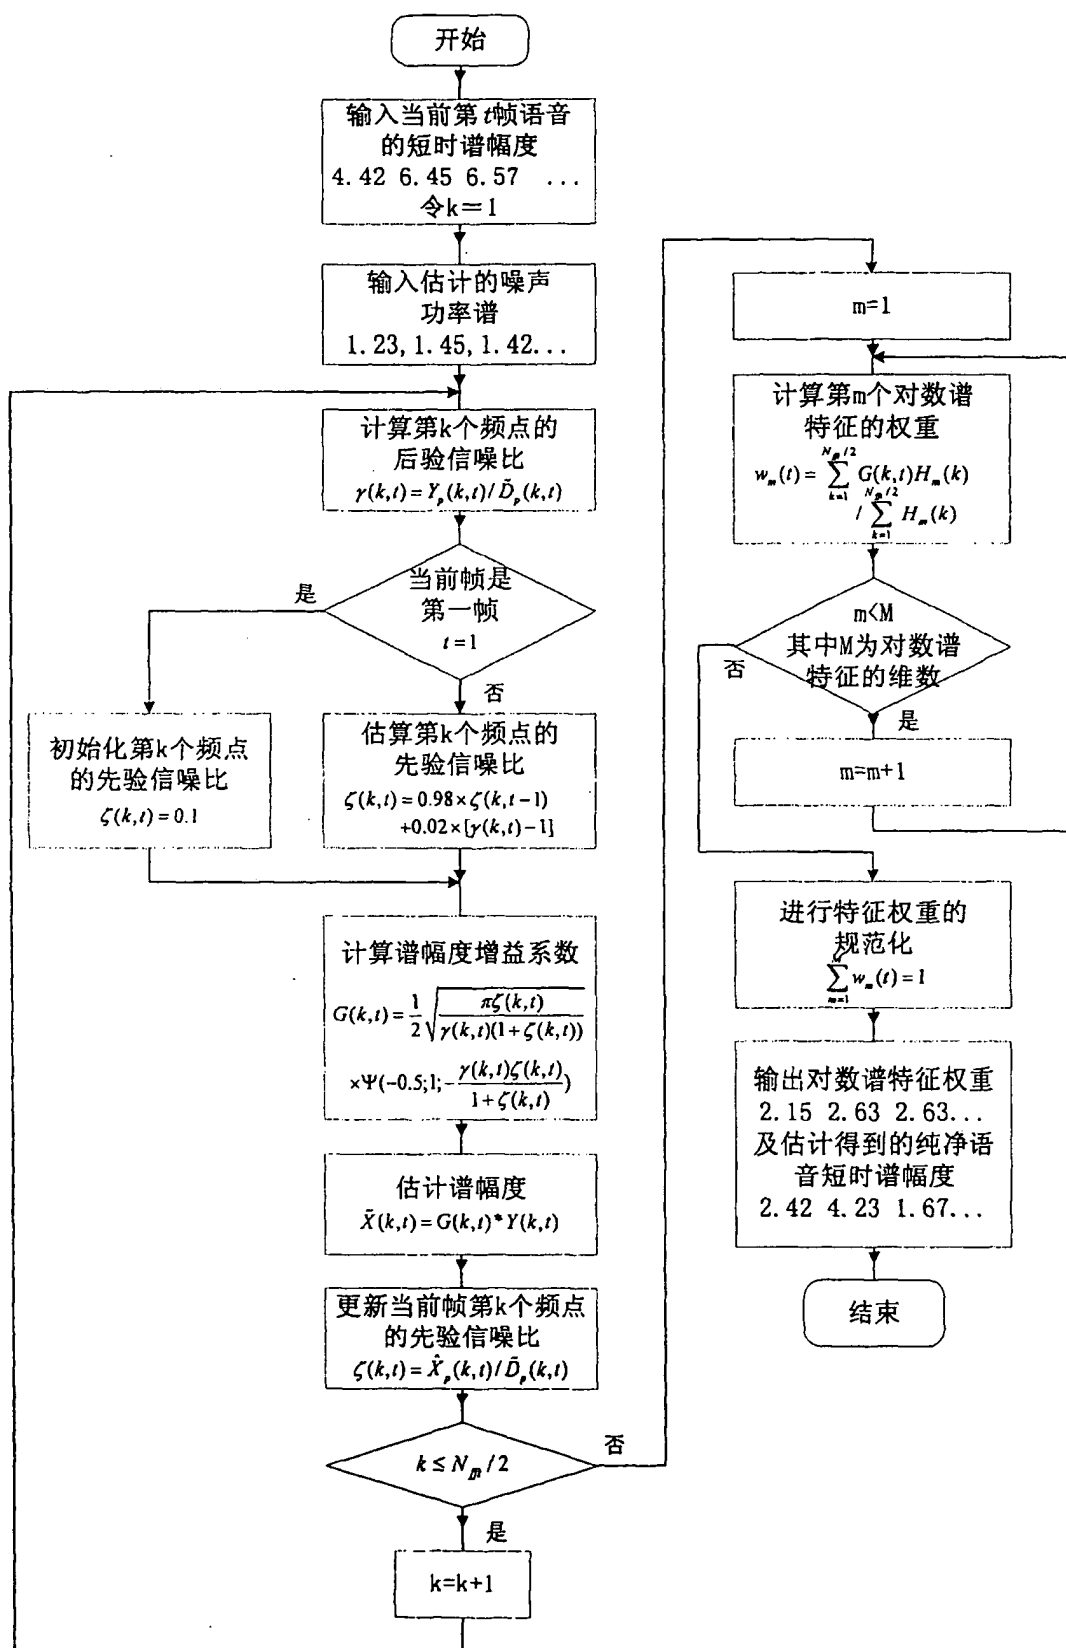 开始
输入当前第t帧语音
的短时谱幅度
4.42 6.45 6.57 ...
令k=1
输入估计的噪声
功率谱
1.23,1.45,1.42...
计算第k个频点的
后验信噪比
γ(k,t)=Y_p(k,t)/D̃_p(k,t)
当前帧是
第一帧
t=1
是
否
初始化第k个频点
的先验信噪比
ζ(k,t)=0.1
估算第k个频点的
先验信噪比
ζ(k,t)=0.98×ζ(k,t-1)
+0.02×[γ(k,t)-1]
计算谱幅度增益系数
G(k,t)=1/2 √(πζ(k,t)/(γ(k,t)(1+ζ(k,t))))
×Ψ(-0.5;1;-γ(k,t)ζ(k,t)/(1+ζ(k,t)))
估计谱幅度
X̃(k,t)=G(k,t)*Y(k,t)
更新当前帧第k个频点
的先验信噪比
ζ(k,t)=X̂_p(k,t)/D̃_p(k,t)
k≤N_fft/2
否
是
k=k+1
m=1
计算第m个对数谱
特征的权重
w_m(t)=∑_{k=1}^{N_fft/2} G(k,t)H_m(k)
/∑_{k=1}^{N_fft/2} H_m(k)
m<M
其中M为对数谱
特征的维数
否
是
m=m+1
进行特征权重的
规范化
∑_{m=1}^{M} w_m(t)=1
输出对数谱特征权重
2.15 2.63 2.63...
及估计得到的纯净语
音短时谱幅度
2.42 4.23 1.67...
结束